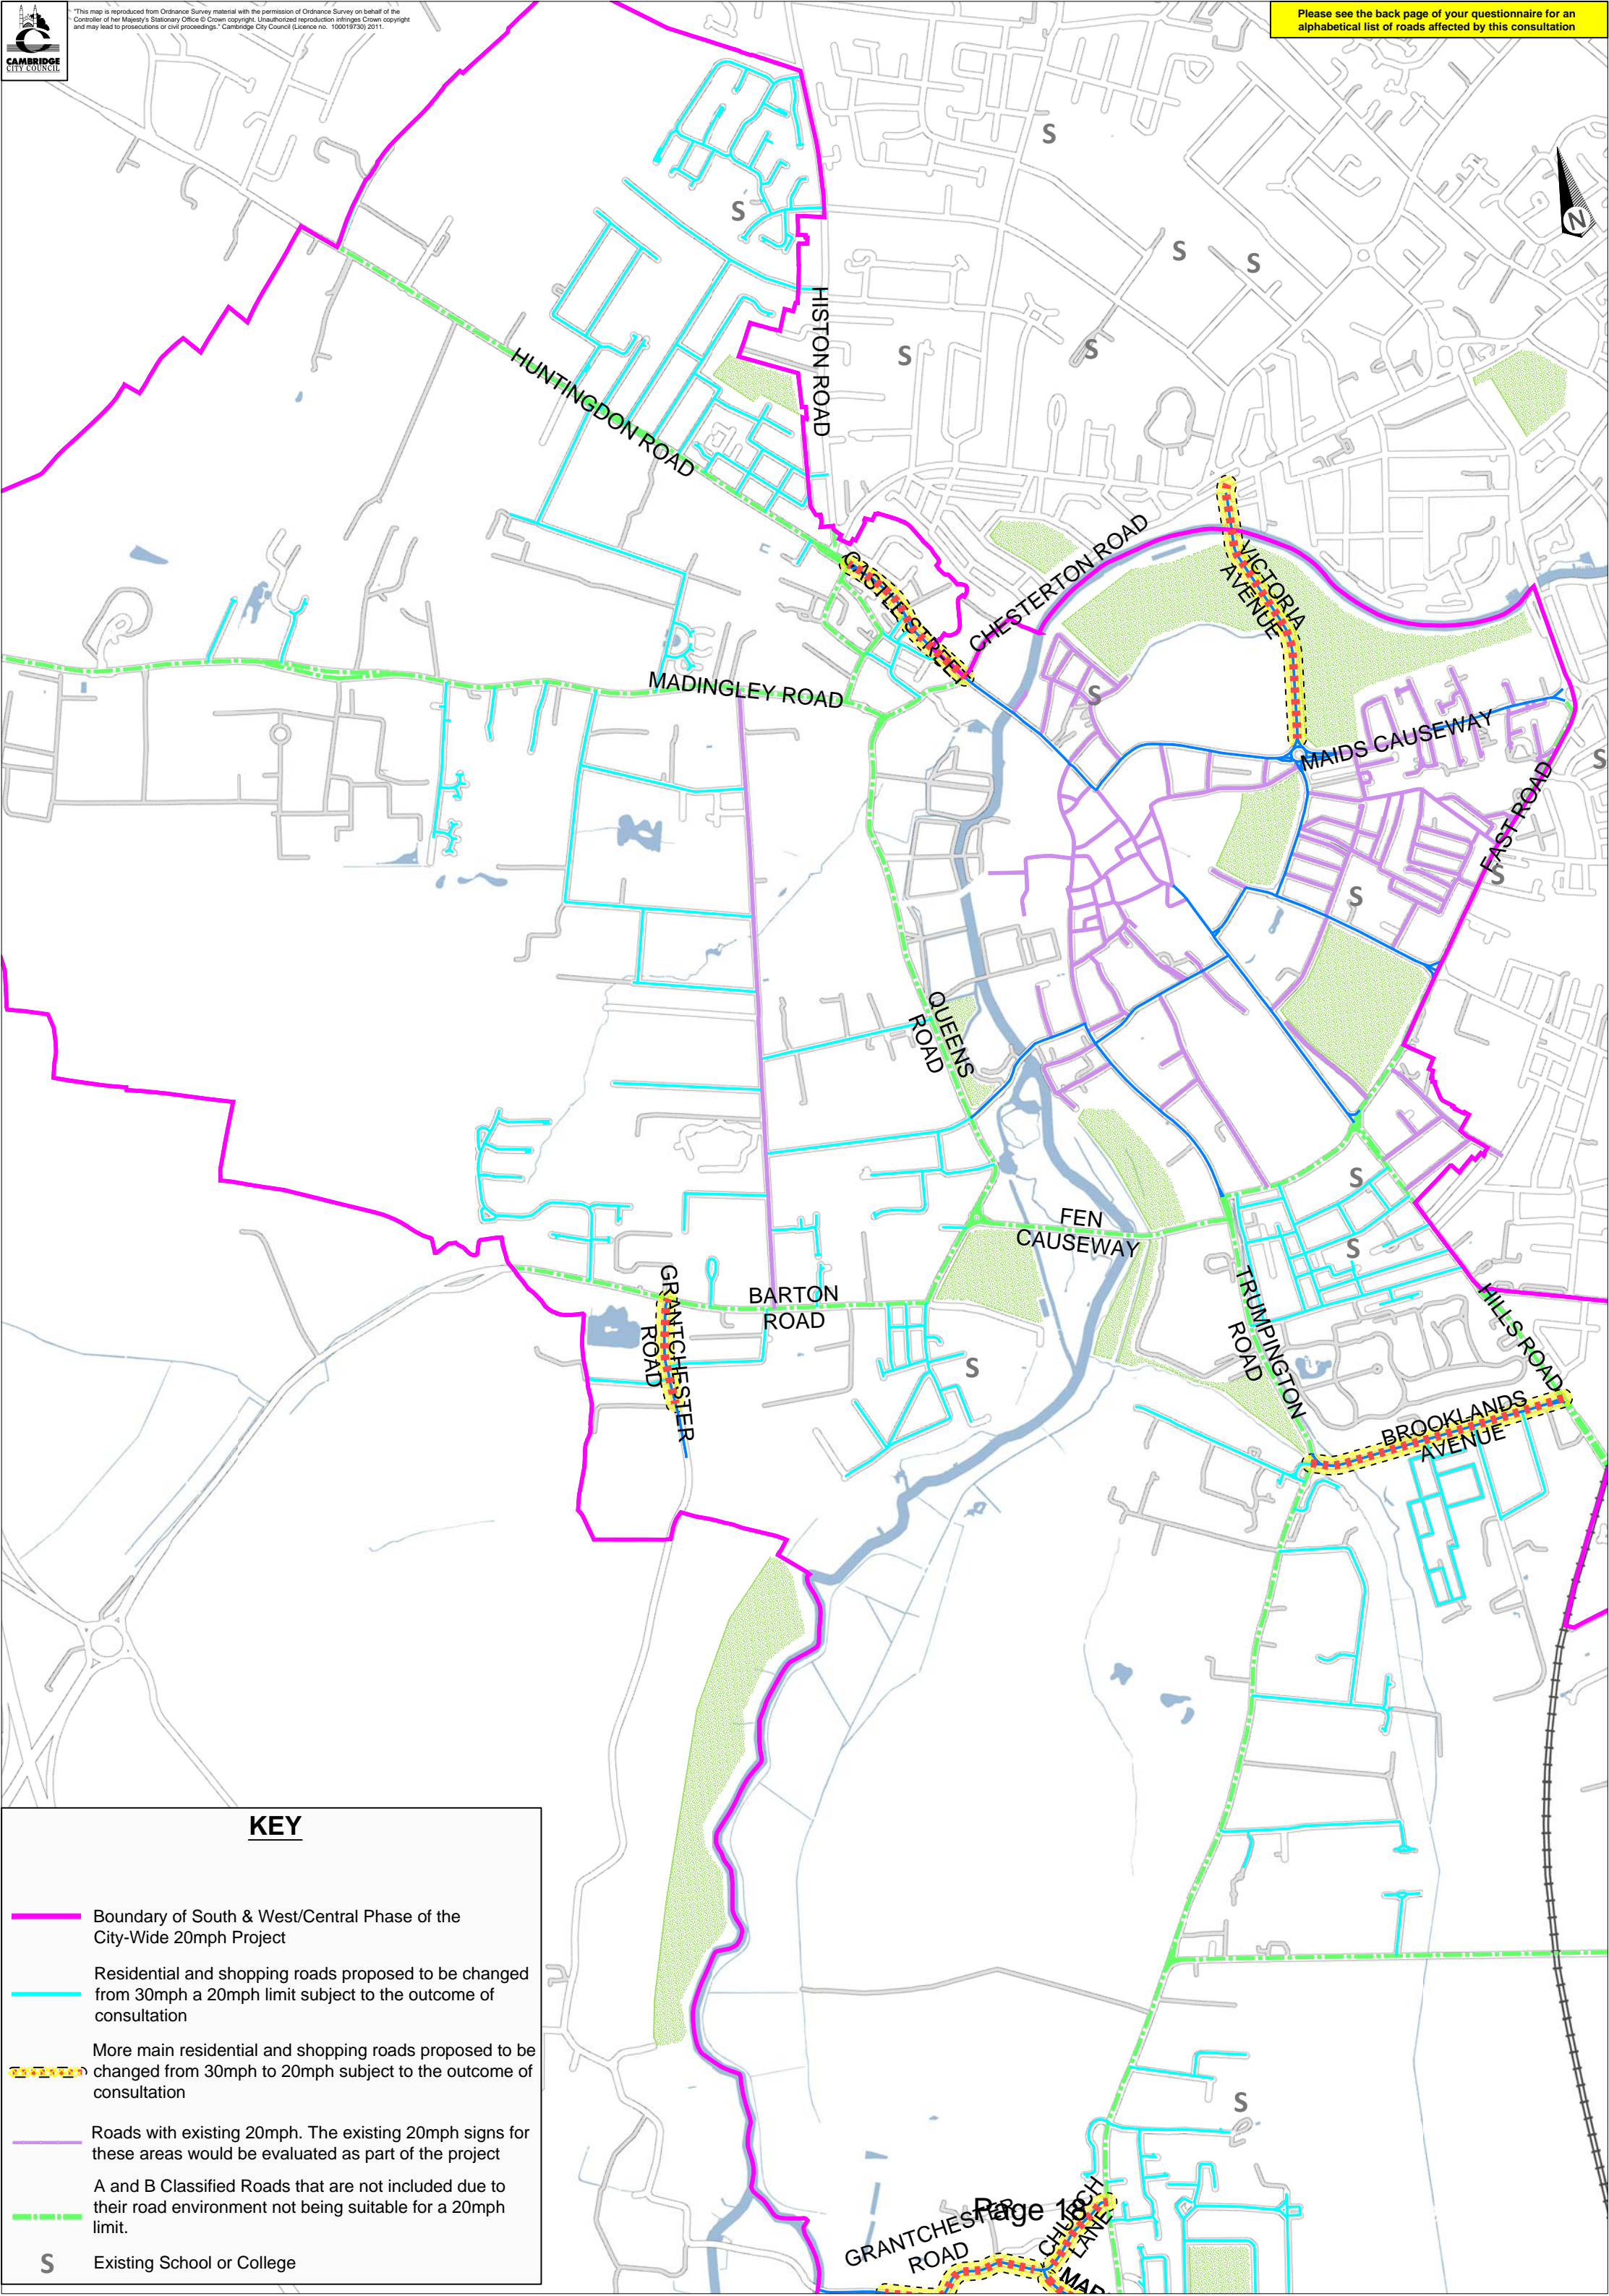 "This map is reproduced from Ordnance Survey material with the permission of Ordnance Survey on behalf of the
Controller of her Majesty's Stationary Office © Crown copyright. Unauthorized reproduction infringes Crown copyright
and may lead to prosecutions or civil proceedings." Cambridge City Council (Licence no. 100019730) 2011.
CAMBRIDGE
CITY COUNCIL
Please see the back page of your questionnaire for an
alphabetical list of roads affected by this consultation
S
N
S
S
S
HISTON ROAD
S
S
HUNTINGDON ROAD
CHESTERTON ROAD
VICTORIA
AVENUE
CASTLE STREET
MADINGLEY ROAD
S
MAIDS CAUSEWAY
S
EAST ROAD
S
S
QUEENS
ROAD
S
FEN
CAUSEWAY
S
GRANTCHESTER
ROAD
BARTON
ROAD
TRUMPINGTON
ROAD
HILLS ROAD
S
BROOKLANDS
AVENUE
KEY
Boundary of South & West/Central Phase of the
City-Wide 20mph Project
Residential and shopping roads proposed to be changed
from 30mph a 20mph limit subject to the outcome of
consultation
More main residential and shopping roads proposed to be
changed from 30mph to 20mph subject to the outcome of
consultation
Roads with existing 20mph. The existing 20mph signs for
these areas would be evaluated as part of the project
A and B Classified Roads that are not included due to
their road environment not being suitable for a 20mph
limit.
S Existing School or College
S
Page 18
GRANTCHESTER
ROAD
CHURCH
LANE